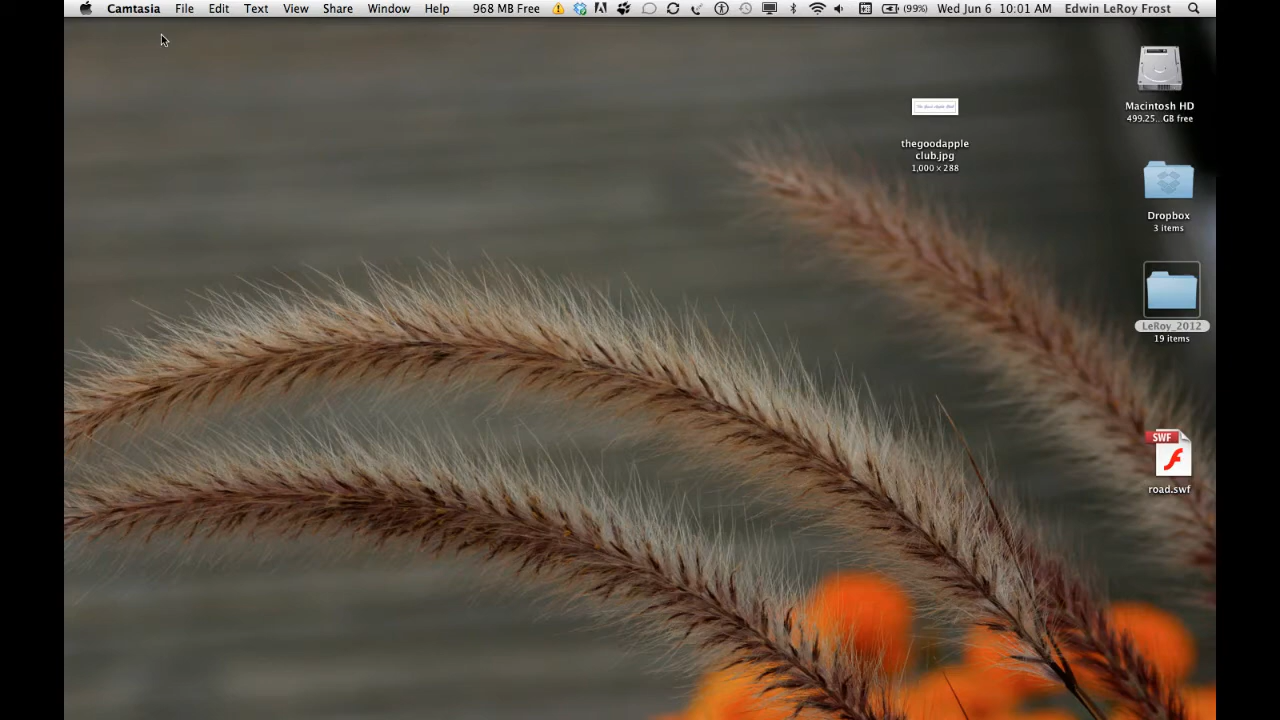 Camtasia File Edit Text View Share Window Help 968 MB Free (99%) Wed Jun 6 10:01 AM Edwin LeRoy Frost
Macintosh HD
499.25... GB free
thegoodapple
club.jpg
1,000 × 288
Dropbox
3 items
LeRoy_2012
19 items
SWF
road.swf